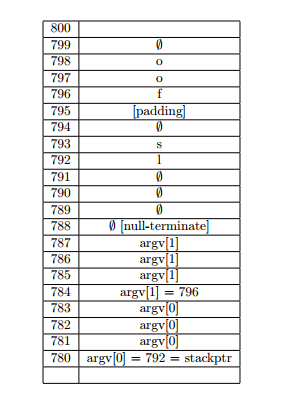 800
799 ∅
798 o
797 o
796 f
795 [padding]
794 ∅
793 s
792 l
791 ∅
790 ∅
789 ∅
788 ∅ [null-terminate]
787 argv[1]
786 argv[1]
785 argv[1]
784 argv[1] = 796
783 argv[0]
782 argv[0]
781 argv[0]
780 argv[0] = 792 = stackptr